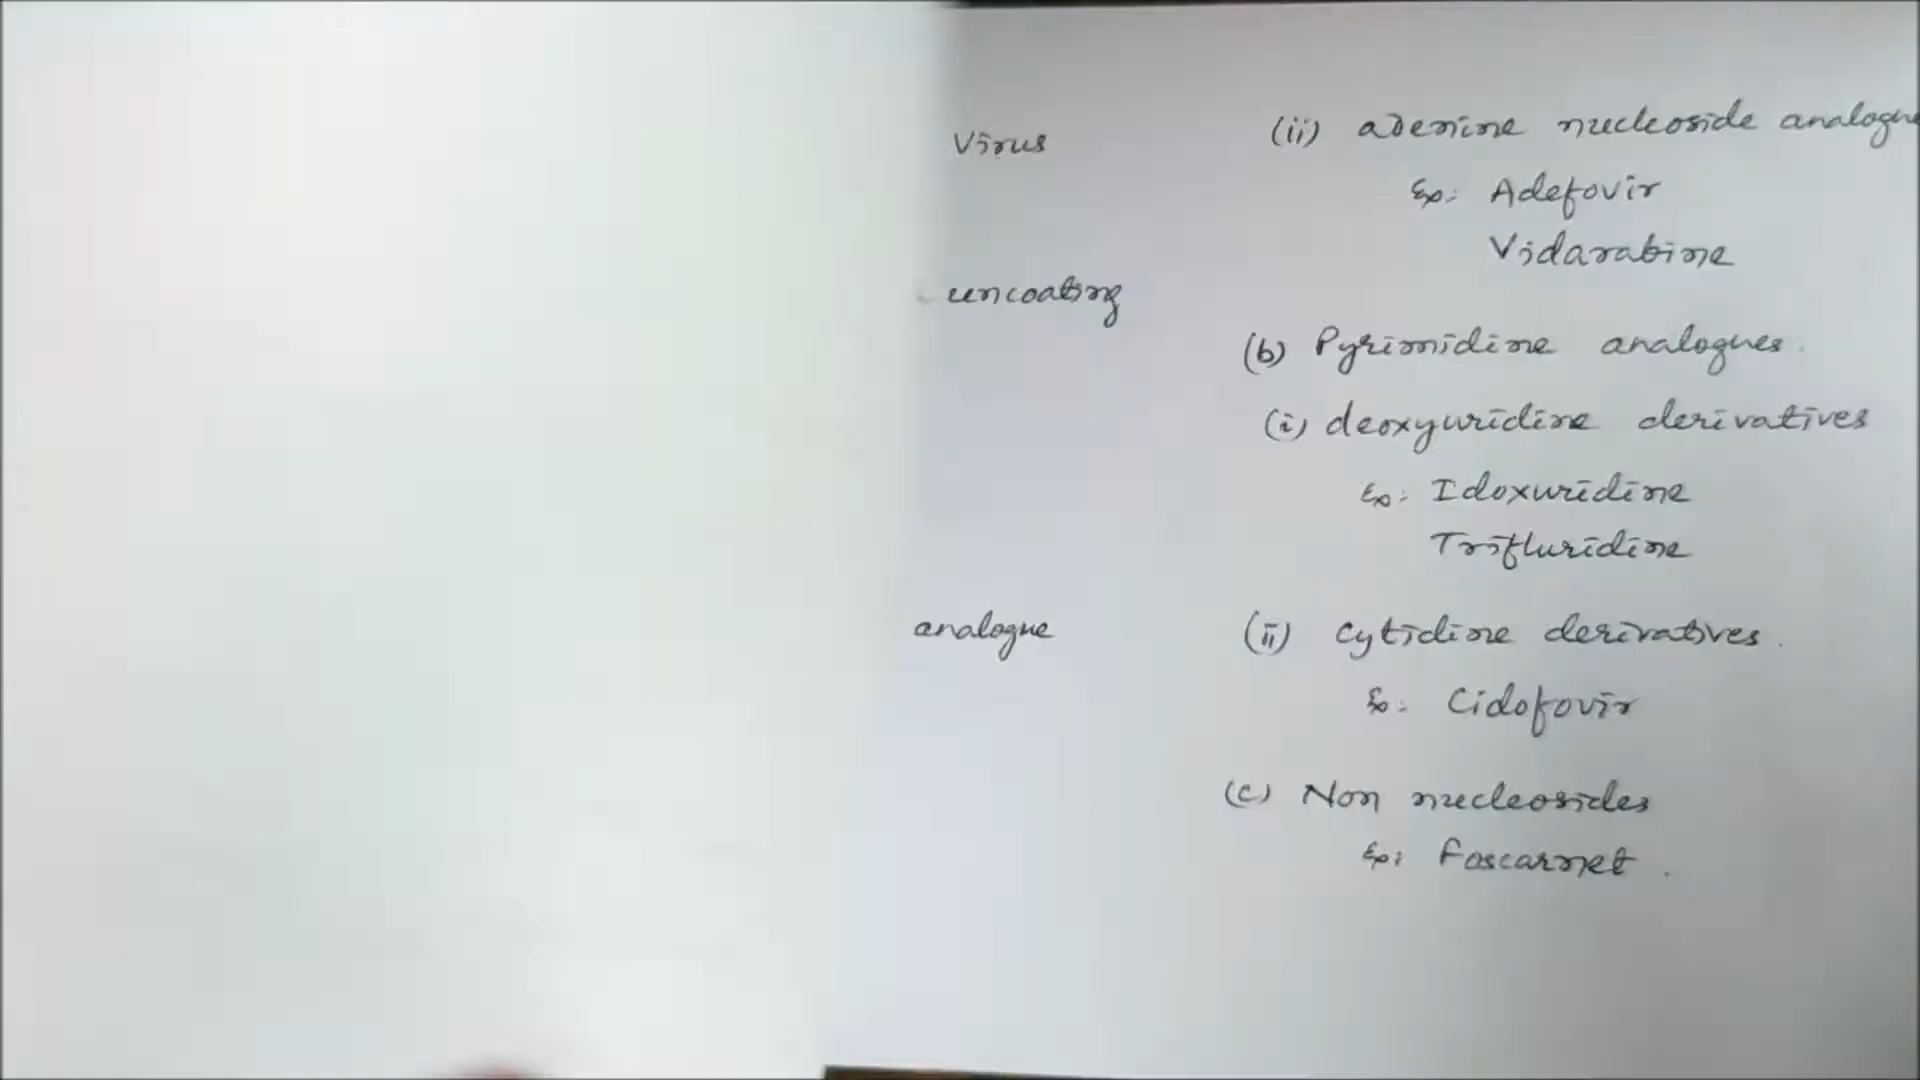 Virus
uncoating
analogue
(ii) adenine nucleoside analogue
Ex: Adefovir
Vidarabine
(b) Pyrimidine analogues.
(i) deoxyuridine derivatives
Ex: Idoxuridine
Trifluridine
(ii) Cytidine derivatives.
Ex: Cidofovir
(c) Non nucleosides
Ex: Foscarnet.